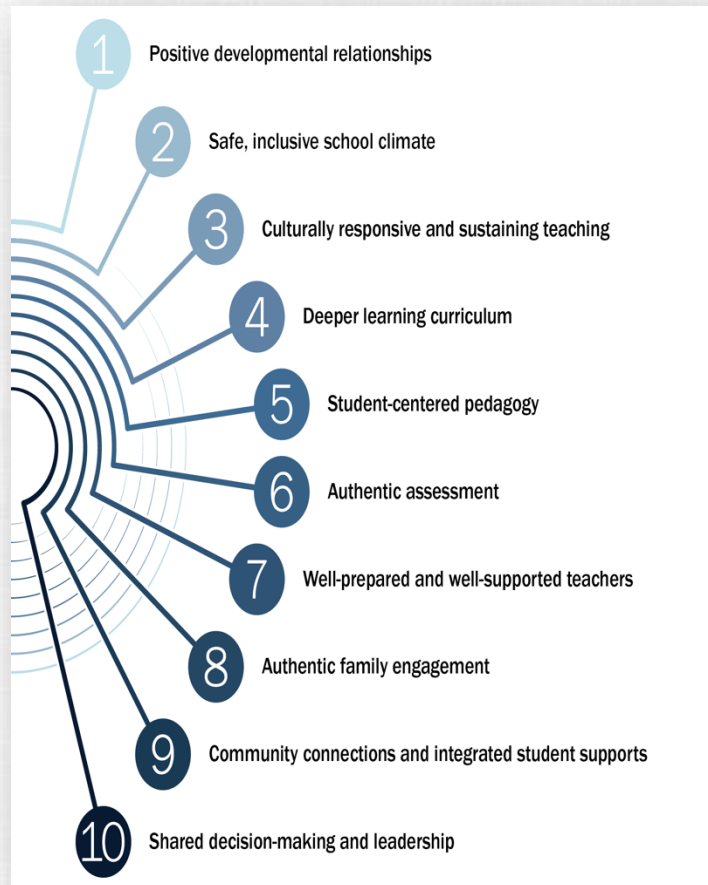 1 Positive developmental relationships
2 Safe, inclusive school climate
3 Culturally responsive and sustaining teaching
4 Deeper learning curriculum
5 Student-centered pedagogy
6 Authentic assessment
7 Well-prepared and well-supported teachers
8 Authentic family engagement
9 Community connections and integrated student supports
10 Shared decision-making and leadership